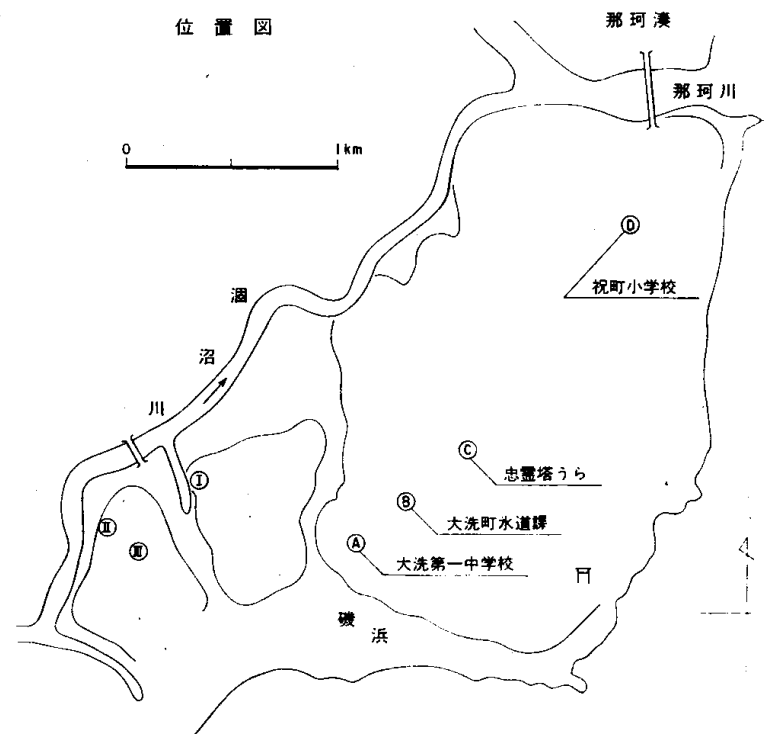 位置図
那珂湊
那珂川
0 1km
Ⓓ
祝町小学校
涸沼川
Ⓒ
忠霊塔うら
Ⓑ
大洗町水道課
Ⓐ
大洗第一中学校
Ⅰ
Ⅱ
Ⅲ
磯浜